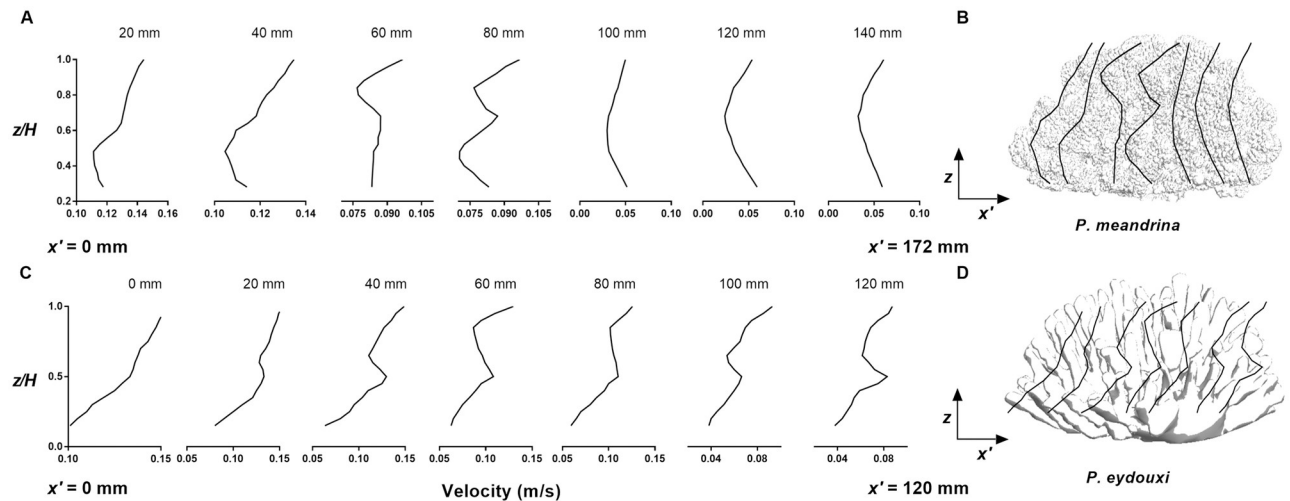 A
B
20 mm
40 mm
60 mm
80 mm
100 mm
120 mm
140 mm
1.0
0.8
0.6
0.4
0.2
z/H
0.10 0.12 0.14 0.16
0.10 0.12 0.14
0.075 0.090 0.105
0.075 0.090 0.105
0.00 0.05 0.10
0.00 0.05 0.10
0.00 0.05 0.10
x' = 0 mm
x' = 172 mm
z
x'
P. meandrina
C
D
0 mm
20 mm
40 mm
60 mm
80 mm
100 mm
120 mm
1.0
0.5
0.0
z/H
0.10 0.15
0.05 0.10 0.15
0.05 0.10 0.15
0.05 0.10 0.15
0.05 0.10 0.15
0.04 0.08
0.04 0.08
x' = 0 mm
Velocity (m/s)
x' = 120 mm
z
x'
P. eydouxi